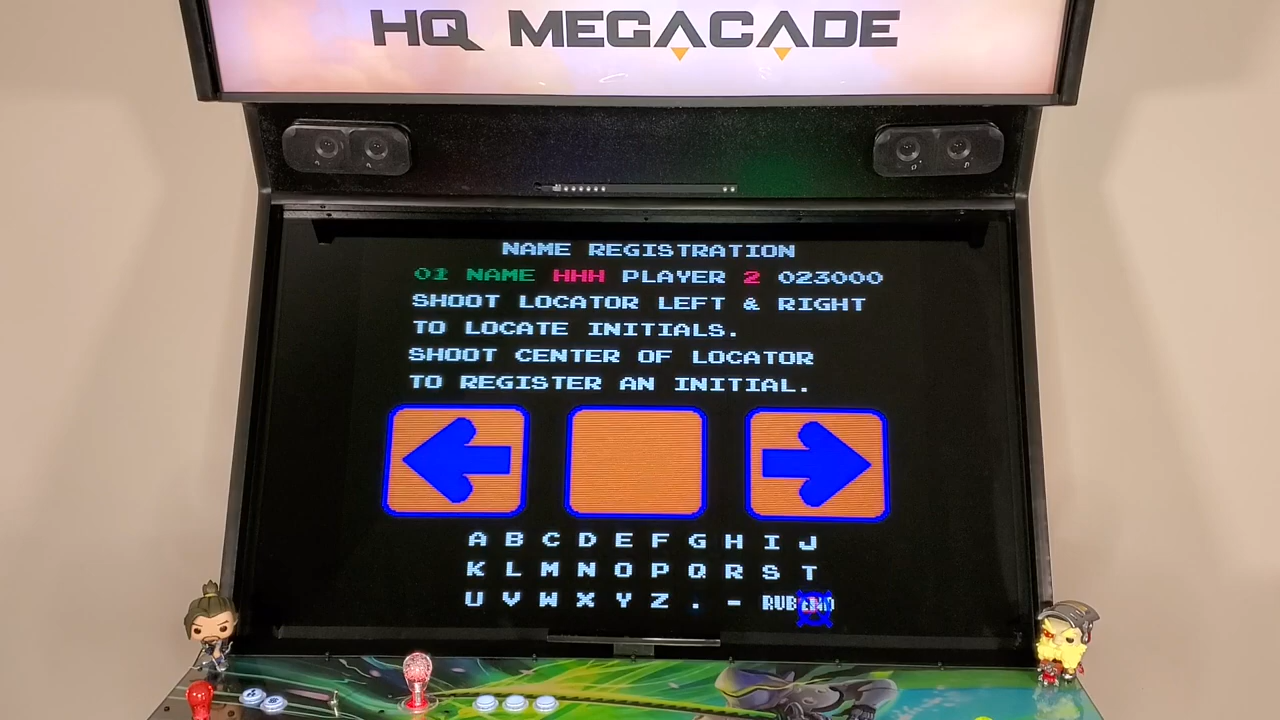 HQ MEGACADE
NAME REGISTRATION
01 NAME HHH PLAYER 2 023000
SHOOT LOCATOR LEFT & RIGHT
TO LOCATE INITIALS.
SHOOT CENTER OF LOCATOR
TO REGISTER AN INITIAL.
A B C D E F G H I J
K L M N O P Q R S T
U V W X Y Z . - RUB END